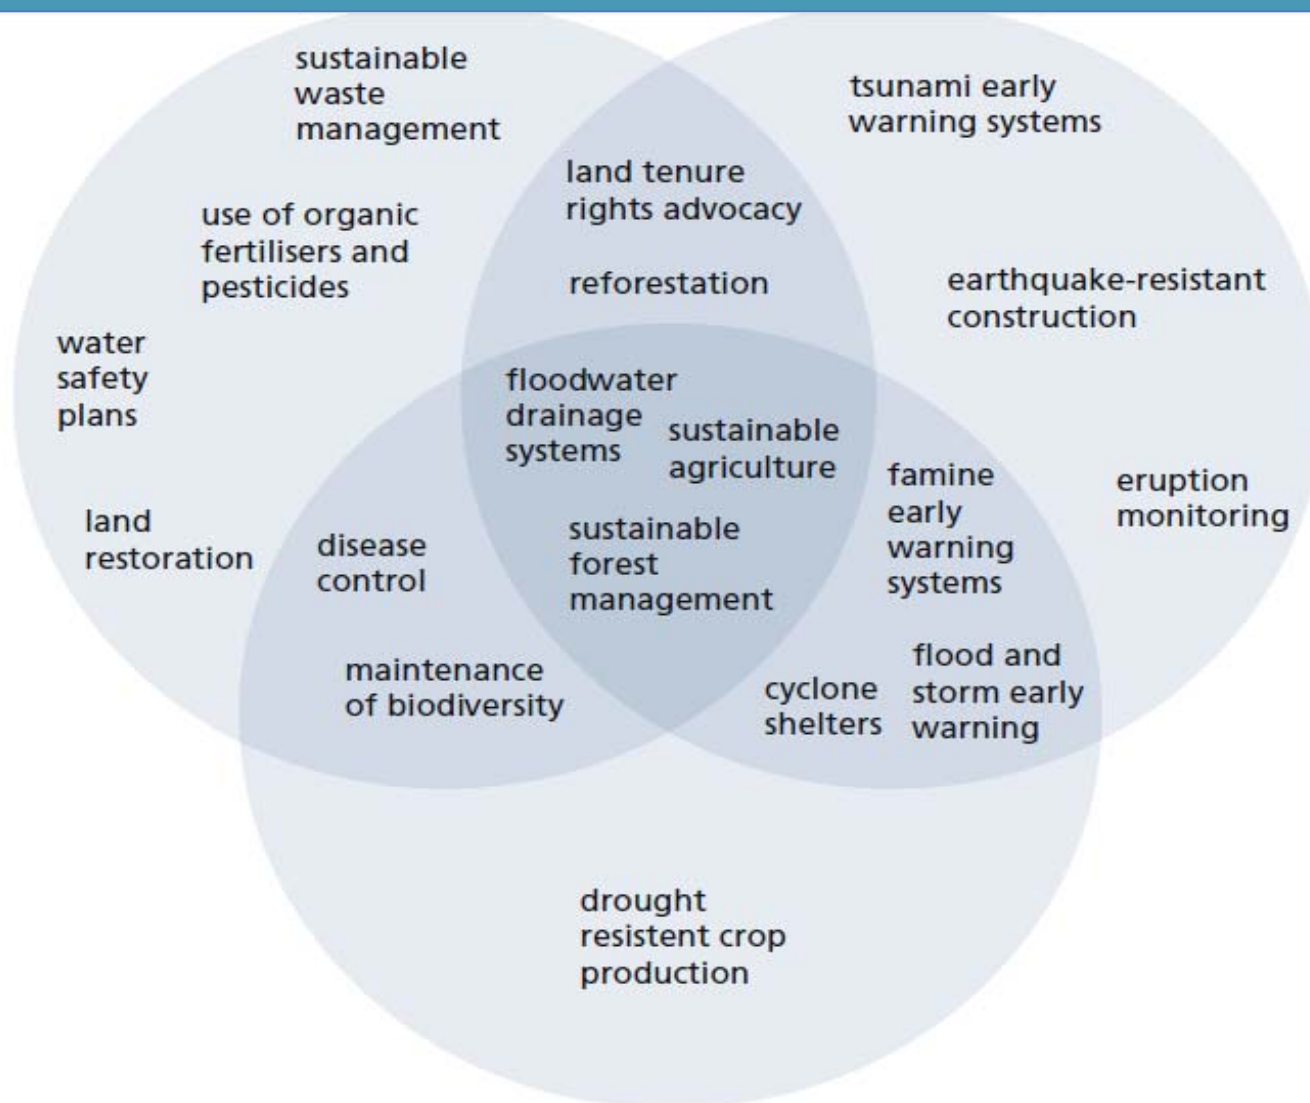 sustainable
waste
management
tsunami early
warning systems
land tenure
rights advocacy
use of organic
fertilisers and
pesticides
reforestation
earthquake-resistant
construction
water
safety
plans
floodwater
drainage
systems
sustainable
agriculture
famine
early
warning
systems
eruption
monitoring
land
restoration
disease
control
sustainable
forest
management
maintenance
of biodiversity
cyclone
shelters
flood and
storm early
warning
drought
resistent crop
production